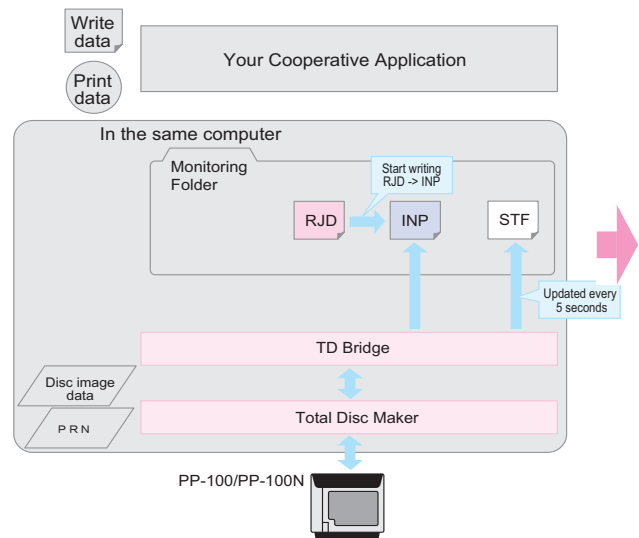 Write
data
Your Cooperative Application
Print
data
In the same computer
Monitoring
Folder
Start writing
RJD -> INP
RJD
INP
STF
Updated every
5 seconds
TD Bridge
Disc image
data
Total Disc Maker
PRN
PP-100/PP-100N